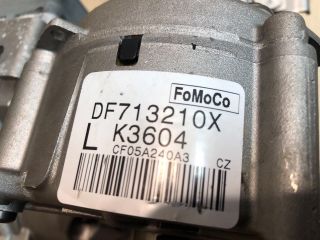 FoMoCo
DF713210X
L K3604
CF05A240A3 CZ